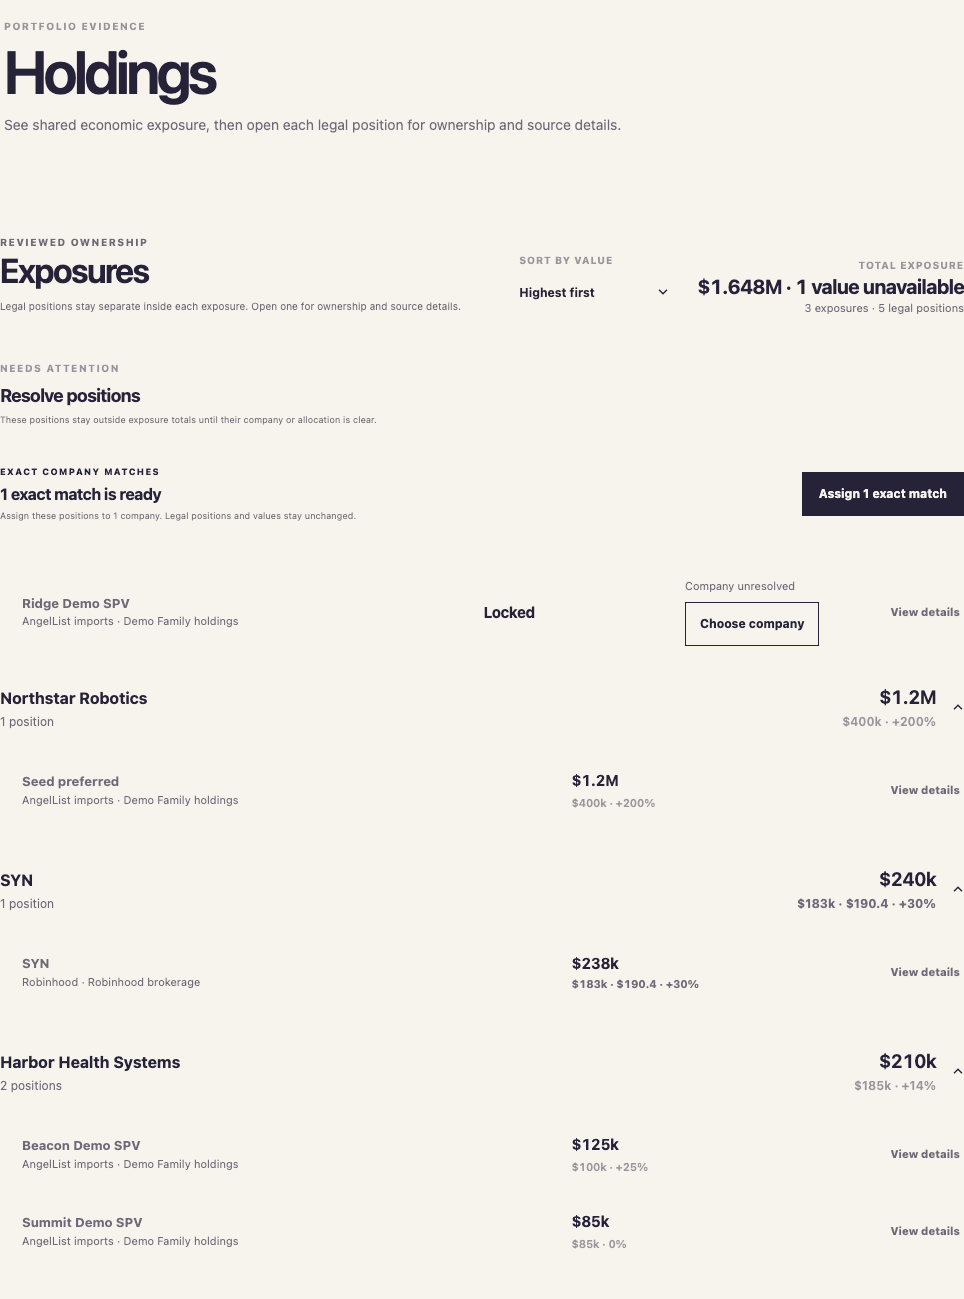 PORTFOLIO EVIDENCE
Holdings
See shared economic exposure, then open each legal position for ownership and source details.
REVIEWED OWNERSHIP
Exposures
Legal positions stay separate inside each exposure. Open one for ownership and source details.
SORT BY VALUE
Highest first
TOTAL EXPOSURE
$1.648M · 1 value unavailable
3 exposures · 5 legal positions
NEEDS ATTENTION
Resolve positions
These positions stay outside exposure totals until their company or allocation is clear.
EXACT COMPANY MATCHES
1 exact match is ready
Assign these positions to 1 company. Legal positions and values stay unchanged.
Assign 1 exact match
Ridge Demo SPV
AngelList imports · Demo Family holdings
Locked
Company unresolved
Choose company
View details
Northstar Robotics
1 position
$1.2M
$400k · +200%
Seed preferred
AngelList imports · Demo Family holdings
$1.2M
$400k · +200%
View details
SYN
1 position
$240k
$183k · $190.4 · +30%
SYN
Robinhood · Robinhood brokerage
$238k
$183k · $190.4 · +30%
View details
Harbor Health Systems
2 positions
$210k
$185k · +14%
Beacon Demo SPV
AngelList imports · Demo Family holdings
$125k
$100k · +25%
View details
Summit Demo SPV
AngelList imports · Demo Family holdings
$85k
$85k · 0%
View details